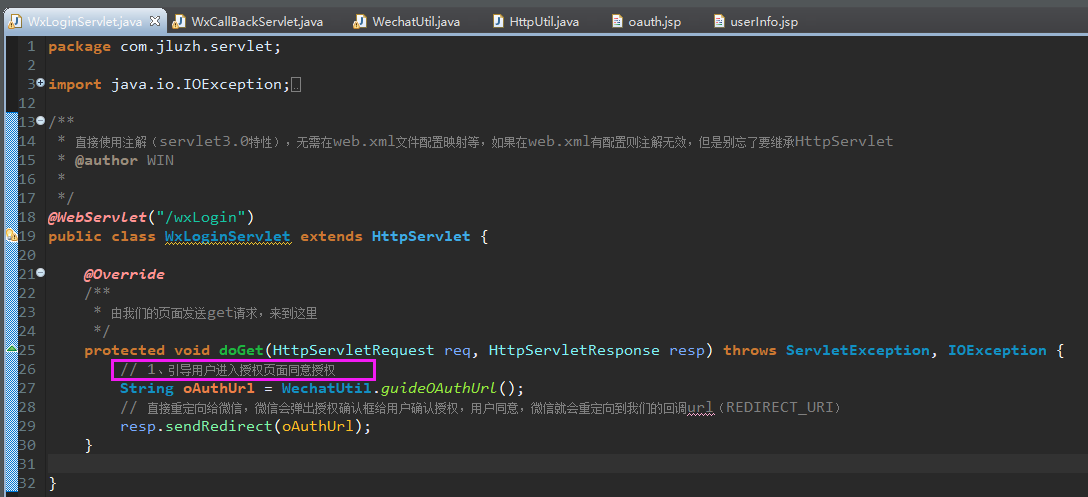 WxLoginServlet.java WxCallBackServlet.java WechatUtil.java HttpUtil.java oauth.jsp userInfo.jsp
1 package com.jluzh.servlet;
2
3 import java.io.IOException;
12
13 /**
14 * 直接使用注解（servlet3.0特性），无需在web.xml文件配置映射等，如果在web.xml有配置则注解无效，但是别忘了要继承HttpServlet
15 * @author WIN
16 *
17 */
18 @WebServlet("/wxLogin")
19 public class WxLoginServlet extends HttpServlet {
20
21 @Override
22 /**
23 * 由我们的页面发送get请求，来到这里
24 */
25 protected void doGet(HttpServletRequest req, HttpServletResponse resp) throws ServletException, IOException {
26 // 1、引导用户进入授权页面同意授权
27 String oAuthUrl = WechatUtil.guideOAuthUrl();
28 // 直接重定向给微信，微信会弹出授权确认框给用户确认授权，用户同意，微信就会重定向到我们的回调url（REDIRECT_URI）
29 resp.sendRedirect(oAuthUrl);
30 }
31
32 }